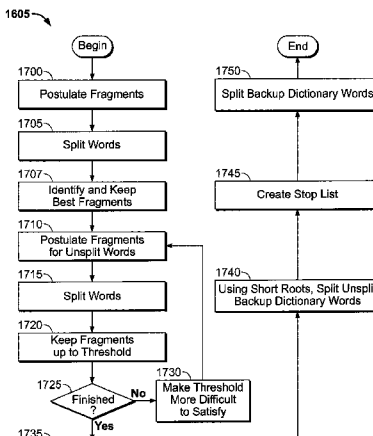 1605
Begin
1700
Postulate Fragments
1705
Split Words
1707
Identify and Keep
Best Fragments
1710
Postulate Fragments
for Unsplit Words
1715
Split Words
1720
Keep Fragments
up to Threshold
1725
Finished
?
No
Yes
1730
Make Threshold
More Difficult
to Satisfy
1735
End
1750
Split Backup Dictionary Words
1745
Create Stop List
1740
Using Short Roots, Split Unspli
Backup Dictionary Words